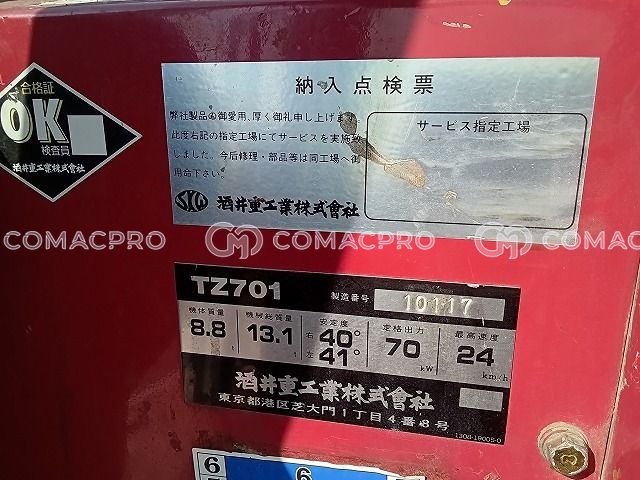 合格証
OK
検査員
酒井重工業株式會社
納入点検票
弊社製品の御愛用、厚く御礼申し上げます。
此度右記の指定工場にてサービスを実施致
しました。今后修理・部品等は同工場へ御
用命下さい。
サービス指定工場
SKW 酒井重工業株式會社
COMACPRO COMACPRO COMACPRO
TZ701
製造番号 10117
機体質量 機械総質量 安定度 定格出力 最高速度
8.8 t 13.1 t 右 40° 左 41° 70 kW 24 km/h
酒井重工業株式會社
東京都港区芝大門1丁目4番8号
1308-19005-0
6 6